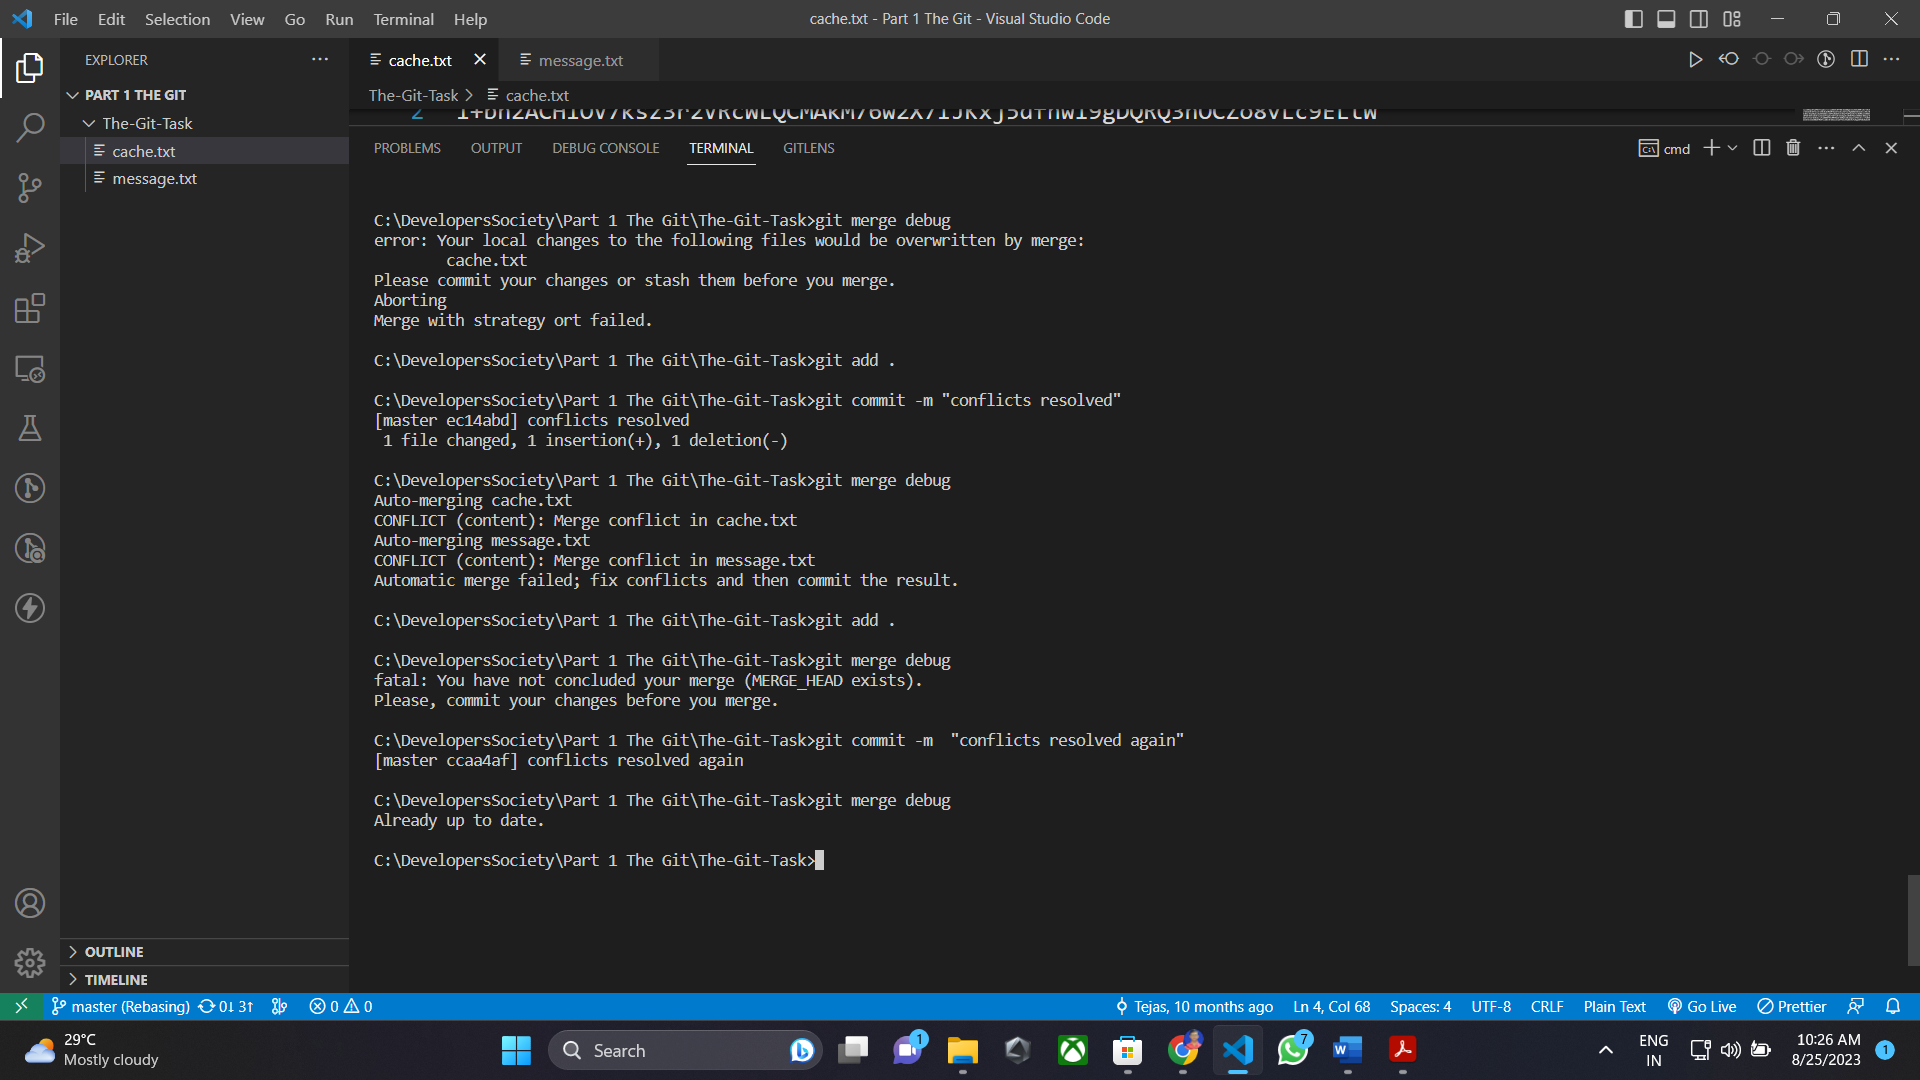 File Edit Selection View Go Run Terminal Help
cache.txt - Part 1 The Git - Visual Studio Code
EXPLORER
cache.txt
message.txt
PART 1 THE GIT
The-Git-Task
cache.txt
message.txt
The-Git-Task > cache.txt
2
PROBLEMS OUTPUT DEBUG CONSOLE TERMINAL GITLENS
cmd
C:\DevelopersSociety\Part 1 The Git\The-Git-Task>git merge debug
error: Your local changes to the following files would be overwritten by merge:
cache.txt
Please commit your changes or stash them before you merge.
Aborting
Merge with strategy ort failed.
C:\DevelopersSociety\Part 1 The Git\The-Git-Task>git add .
C:\DevelopersSociety\Part 1 The Git\The-Git-Task>git commit -m "conflicts resolved"
[master ec14abd] conflicts resolved
1 file changed, 1 insertion(+), 1 deletion(-)
C:\DevelopersSociety\Part 1 The Git\The-Git-Task>git merge debug
Auto-merging cache.txt
CONFLICT (content): Merge conflict in cache.txt
Auto-merging message.txt
CONFLICT (content): Merge conflict in message.txt
Automatic merge failed; fix conflicts and then commit the result.
C:\DevelopersSociety\Part 1 The Git\The-Git-Task>git add .
C:\DevelopersSociety\Part 1 The Git\The-Git-Task>git merge debug
fatal: You have not concluded your merge (MERGE_HEAD exists).
Please, commit your changes before you merge.
C:\DevelopersSociety\Part 1 The Git\The-Git-Task>git commit -m  "conflicts resolved again"
[master ccaa4af] conflicts resolved again
C:\DevelopersSociety\Part 1 The Git\The-Git-Task>git merge debug
Already up to date.
C:\DevelopersSociety\Part 1 The Git\The-Git-Task>
OUTLINE
TIMELINE
master (Rebasing) 0↓ 3↑ 0 0
Tejas, 10 months ago Ln 4, Col 68 Spaces: 4 UTF-8 CRLF Plain Text Go Live Prettier
29°C
Mostly cloudy
Search
1
7
ENG
IN
10:26 AM
8/25/2023
1